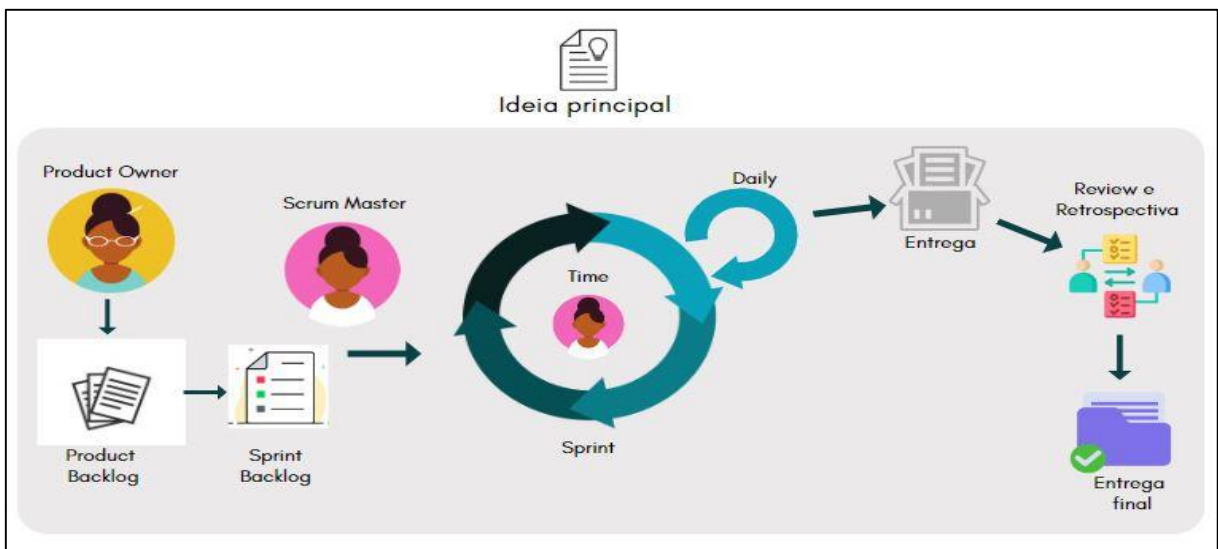 Ideia principal
Product Owner
Scrum Master
Product
Backlog
Sprint
Backlog
Time
Sprint
Daily
Entrega
Review e
Retrospectiva
Entrega
final